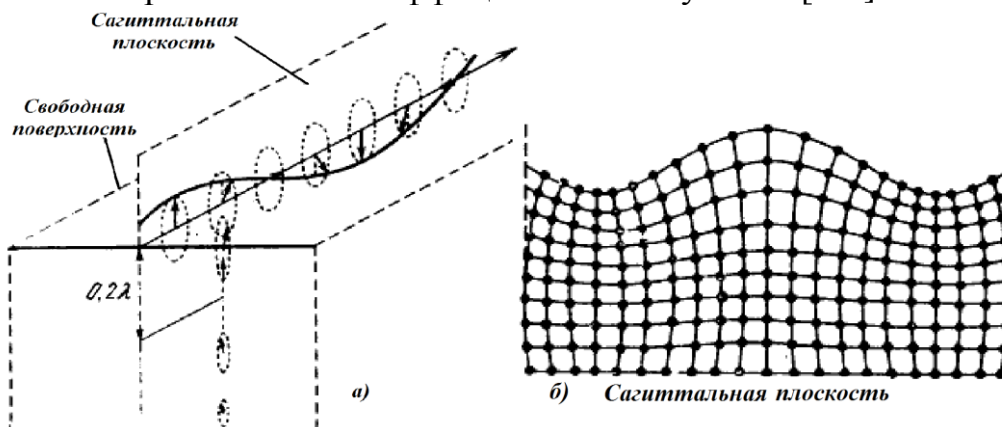 Сагиттальная
плоскость
Свободная
поверхность
0,2λ
а)
б) Сагиттальная плоскость